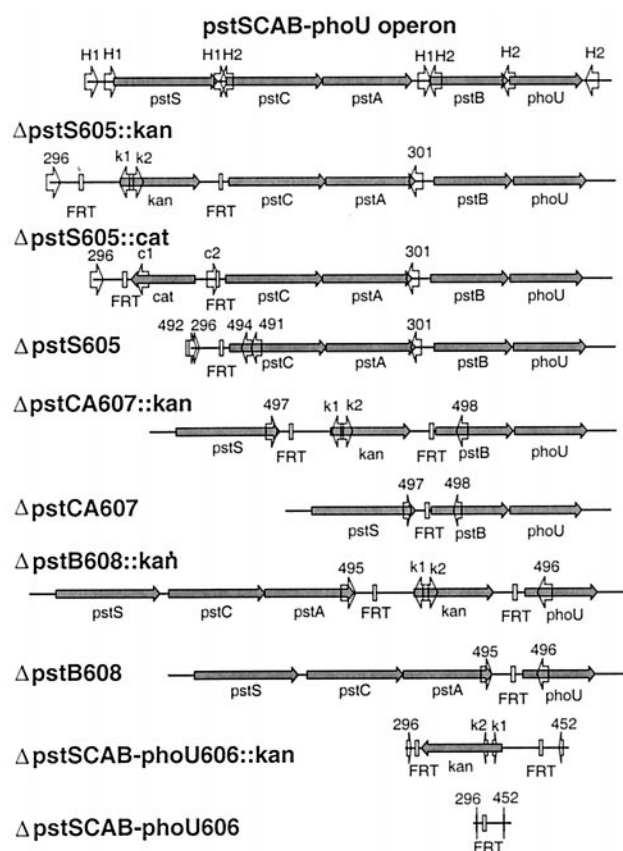 pstSCAB-phoU operon
H1 H1 H1 H2 H1 H2 H2 H2
pstS pstC pstA pstB phoU
ΔpstS605::kan
296 k1 k2 301
FRT kan FRT pstC pstA pstB phoU
ΔpstS605::cat
296 c1 c2 301
FRT cat FRT pstC pstA pstB phoU
ΔpstS605
492 296 494 491 301
FRT pstC pstA pstB phoU
ΔpstCA607::kan
497 k1 k2 498
pstS FRT kan FRT pstB phoU
ΔpstCA607
497 498
pstS FRT pstB phoU
ΔpstB608::kan
495 k1 k2 496
pstS pstC pstA FRT kan FRT phoU
ΔpstB608
495 496
pstS pstC pstA FRT phoU
ΔpstSCAB-phoU606::kan
296 k2 k1 452
FRT kan FRT
ΔpstSCAB-phoU606
296 452
FRT